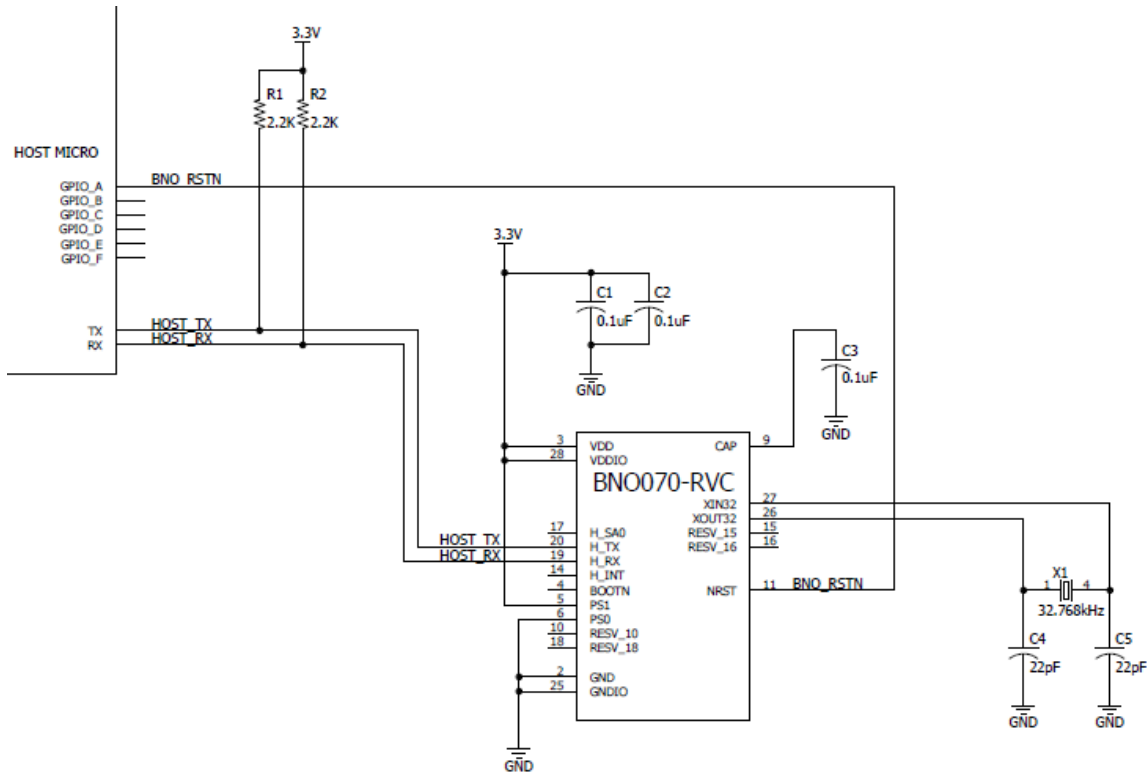 3.3V
R1
R2
2.2K
2.2K
HOST MICRO
GPIO_A
BNO_RSTN
GPIO_B
GPIO_C
GPIO_D
GPIO_E
GPIO_F
3.3V
C1
C2
0.1uF
0.1uF
TX
HOST_TX
RX
HOST_RX
C3
0.1uF
GND
GND
3
VDD
CAP
9
28
VDDIO
BNO070-RVC
XIN32
27
XOUT32
26
17
H_SA0
RESV_15
15
HOST_TX
20
H_TX
RESV_16
16
HOST_RX
19
H_RX
14
H_INT
4
BOOTN
NRST
11
BNO_RSTN
5
PS1
6
PS0
10
RESV_10
18
RESV_18
X1
1
4
32.768kHz
C4
22pF
C5
22pF
2
GND
25
GNDIO
GND
GND
GND